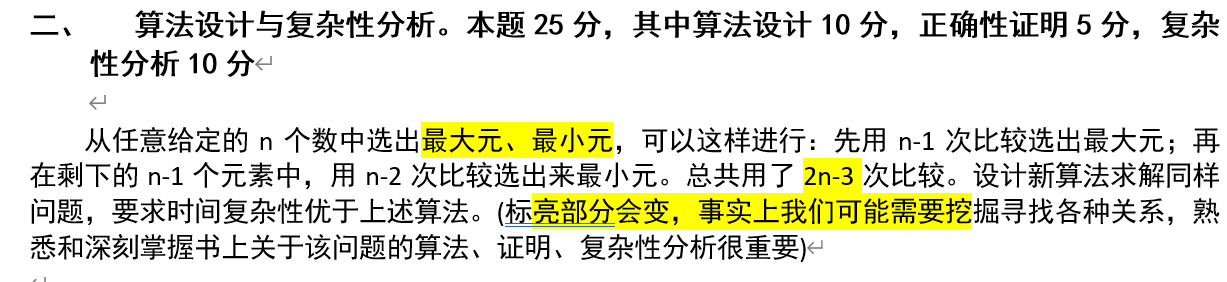 二、 算法设计与复杂性分析。本题 25 分，其中算法设计 10 分，正确性证明 5 分，复杂
性分析 10 分↵
↵
从任意给定的 n 个数中选出最大元、最小元，可以这样进行：先用 n-1 次比较选出最大元；再
在剩下的 n-1 个元素中，用 n-2 次比较选出来最小元。总共用了 2n-3 次比较。设计新算法求解同样
问题，要求时间复杂性优于上述算法。(标亮部分会变，事实上我们可能需要挖掘寻找各种关系，熟
悉和深刻掌握书上关于该问题的算法、证明、复杂性分析很重要)↵